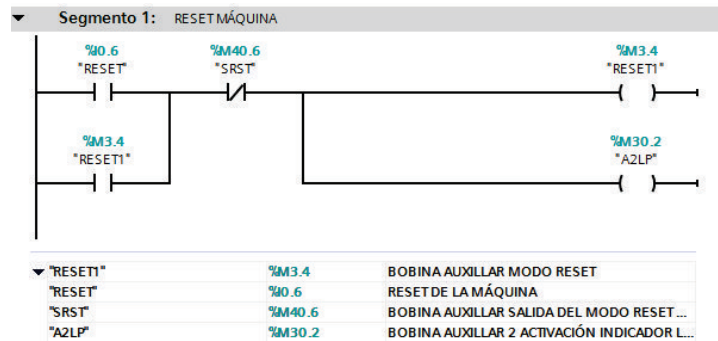 Segmento 1: RESET MÁQUINA
%I0.6 %M40.6 %M3.4
"RESET" "SRST" "RESET1"
%M3.4 %M30.2
"RESET1" "A2LP"
"RESET1" %M3.4 BOBINA AUXILLAR MODO RESET
"RESET" %I0.6 RESET DE LA MÁQUINA
"SRST" %M40.6 BOBINA AUXILLAR SALIDA DEL MODO RESET...
"A2LP" %M30.2 BOBINA AUXILLAR 2 ACTIVACIÓN INDICADOR L...